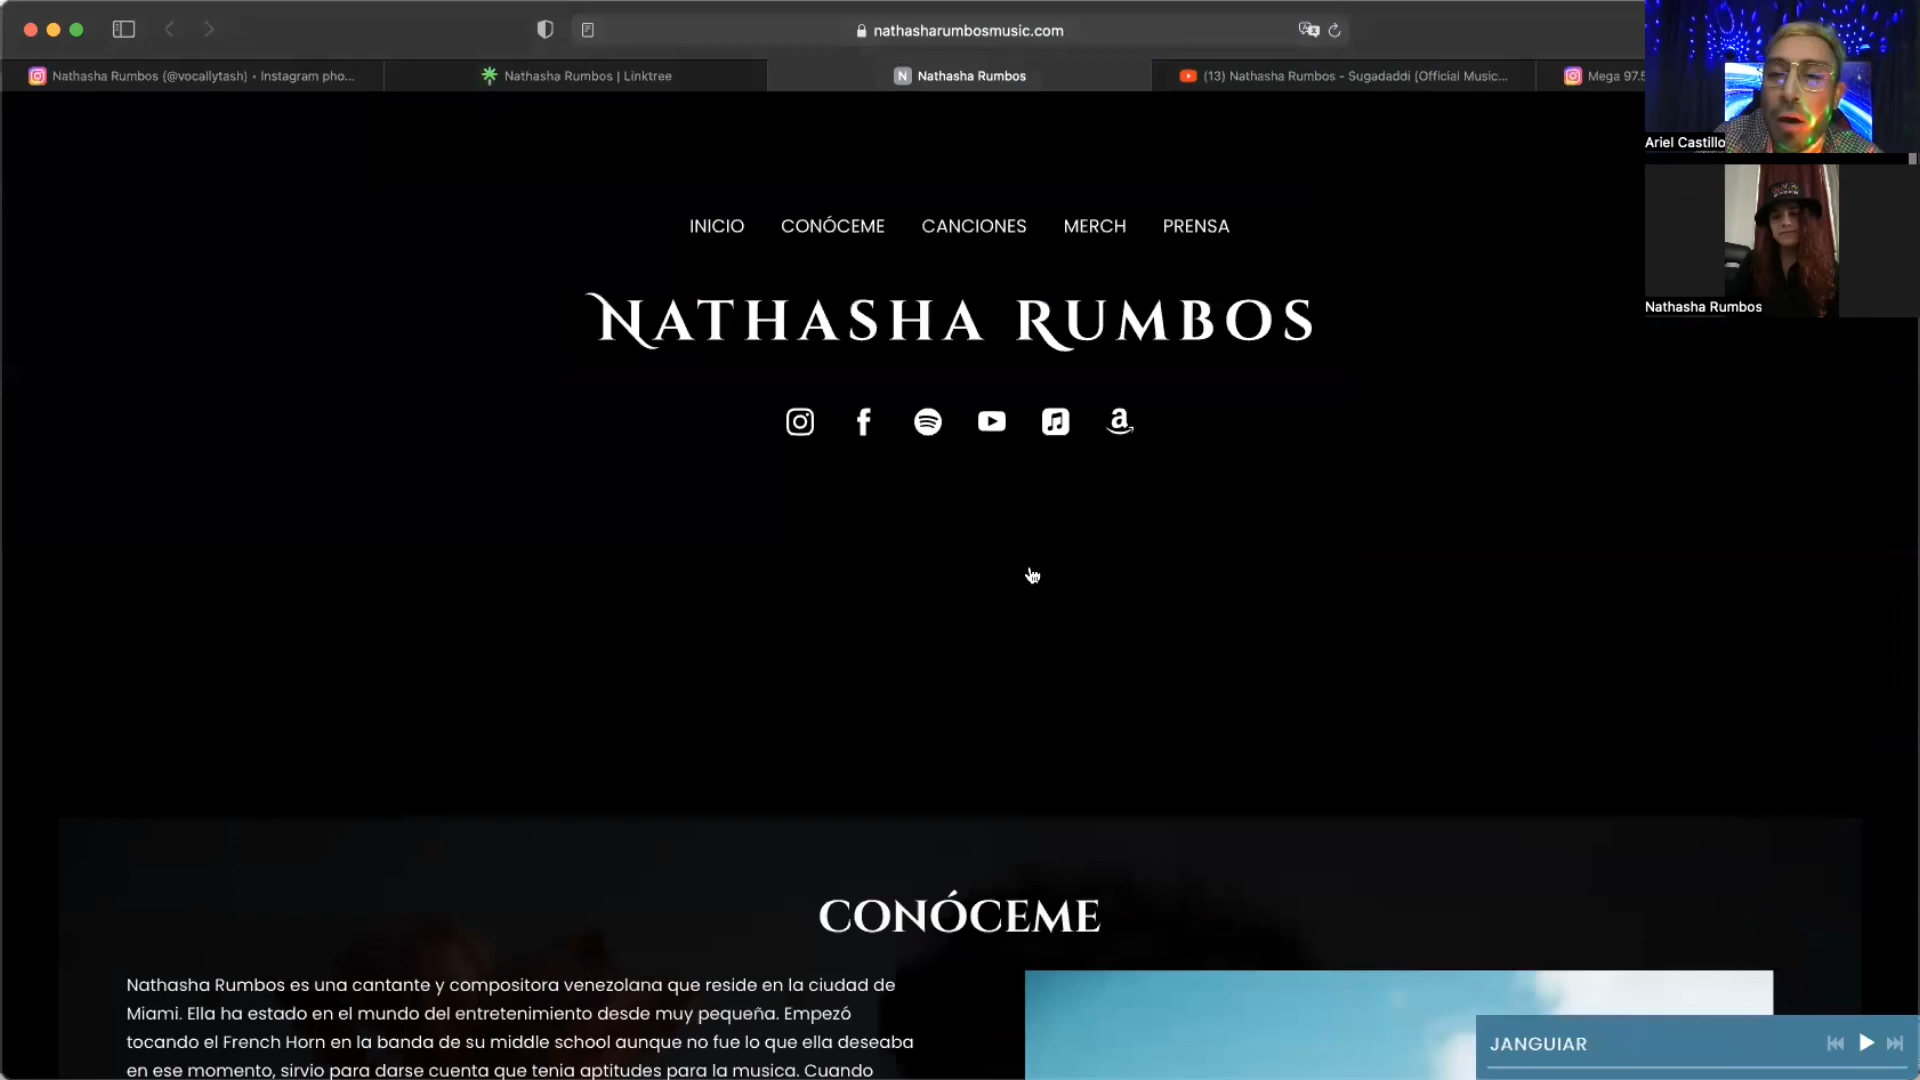 nathasharumbosmusic.com
Nathasha Rumbos (@vocallytash) • Instagram pho...
Nathasha Rumbos | Linktree
N Nathasha Rumbos
(13) Nathasha Rumbos - Sugadaddi (Official Music...
Mega 97.5
Ariel Castillo
Nathasha Rumbos
INICIO CONÓCEME CANCIONES MERCH PRENSA
NATHASHA RUMBOS
CONÓCEME
Nathasha Rumbos es una cantante y compositora venezolana que reside en la ciudad de
Miami. Ella ha estado en el mundo del entretenimiento desde muy pequeña. Empezó
tocando el French Horn en la banda de su middle school aunque no fue lo que ella deseaba
en ese momento, sirvio para darse cuenta que tenia aptitudes para la musica. Cuando
JANGUIAR